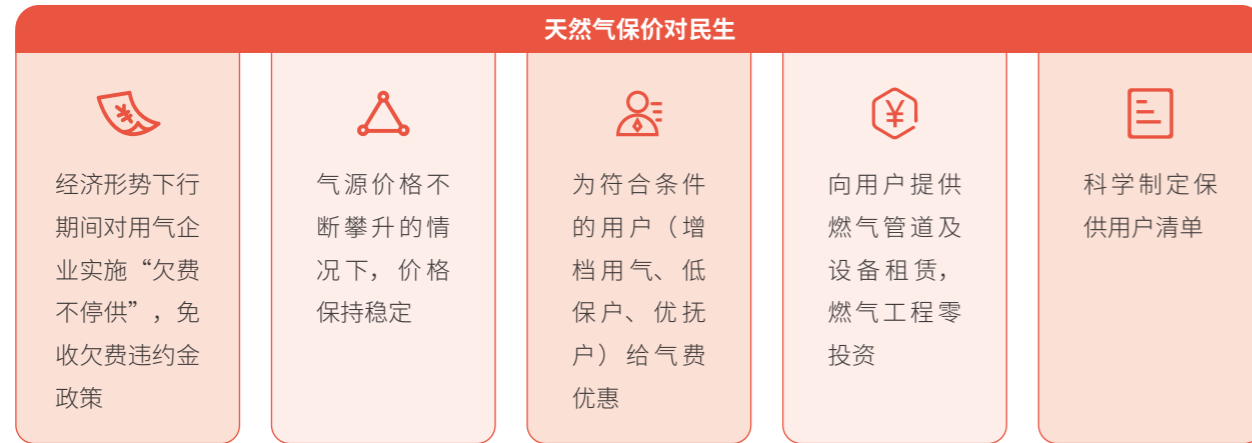 天然气保价对民生
经济形势下行
期间对用气企
业实施“欠费
不停供”，免
收欠费违约金
政策
气源价格不
断攀升的情
况下，价格
保持稳定
为符合条件
的用户（增
档用气、低
保户、优抚
户）给气费
优惠
向用户提供
燃气管道及
设备租赁，
燃气工程零
投资
科学制定保
供用户清单